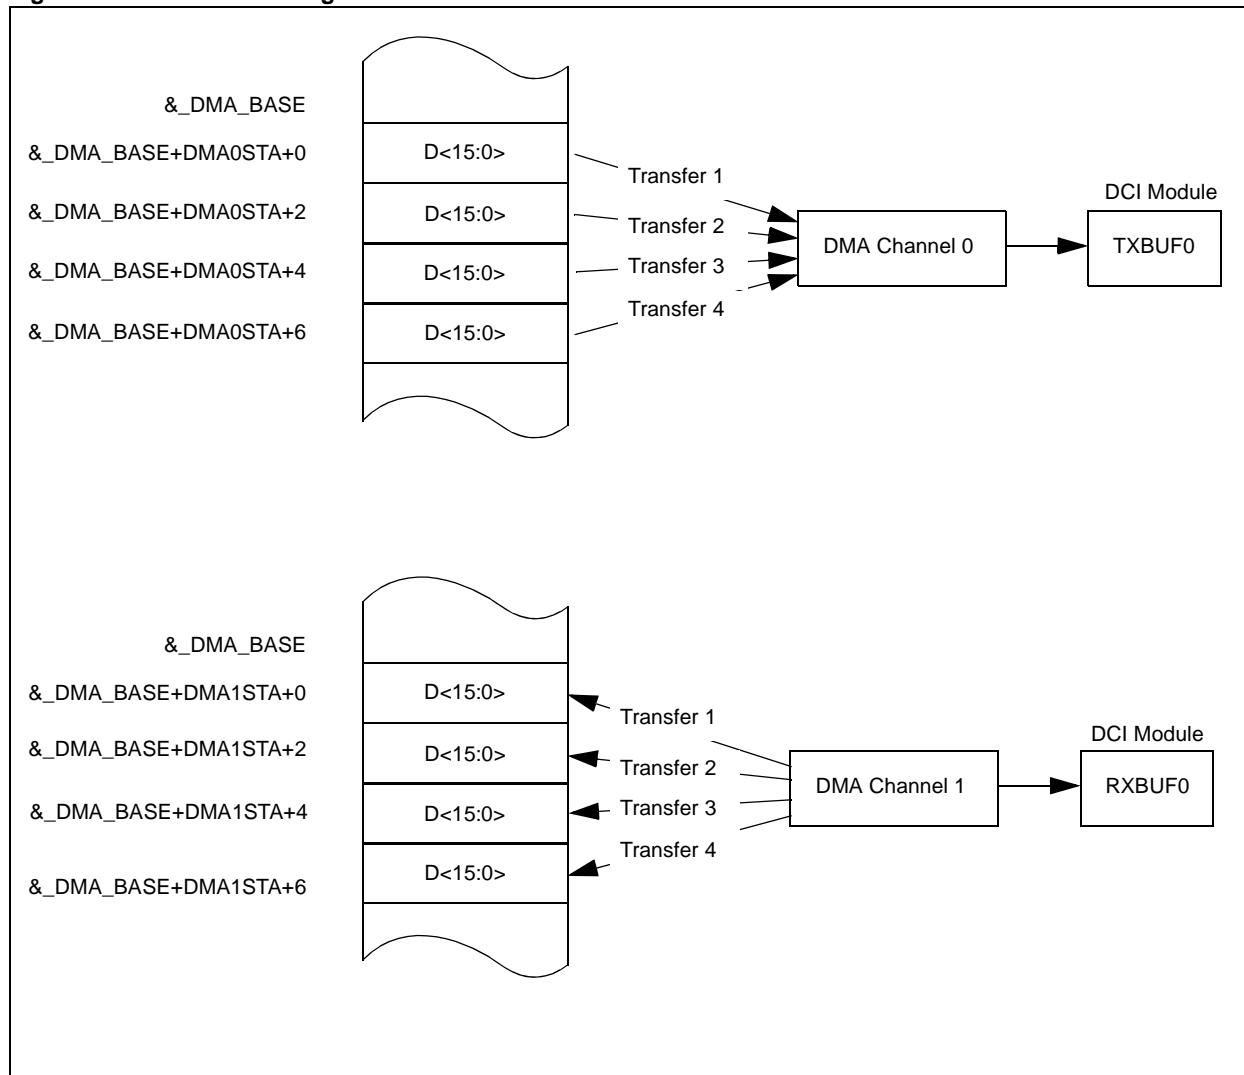 &_DMA_BASE
&_DMA_BASE+DMA0STA+0 D<15:0>
Transfer 1
DCI Module
&_DMA_BASE+DMA0STA+2 D<15:0>
Transfer 2
DMA Channel 0 TXBUF0
&_DMA_BASE+DMA0STA+4 D<15:0>
Transfer 3
Transfer 4
&_DMA_BASE+DMA0STA+6 D<15:0>
&_DMA_BASE
&_DMA_BASE+DMA1STA+0 D<15:0>
Transfer 1
DCI Module
&_DMA_BASE+DMA1STA+2 D<15:0>
Transfer 2
DMA Channel 1 RXBUF0
&_DMA_BASE+DMA1STA+4 D<15:0>
Transfer 3
Transfer 4
&_DMA_BASE+DMA1STA+6 D<15:0>